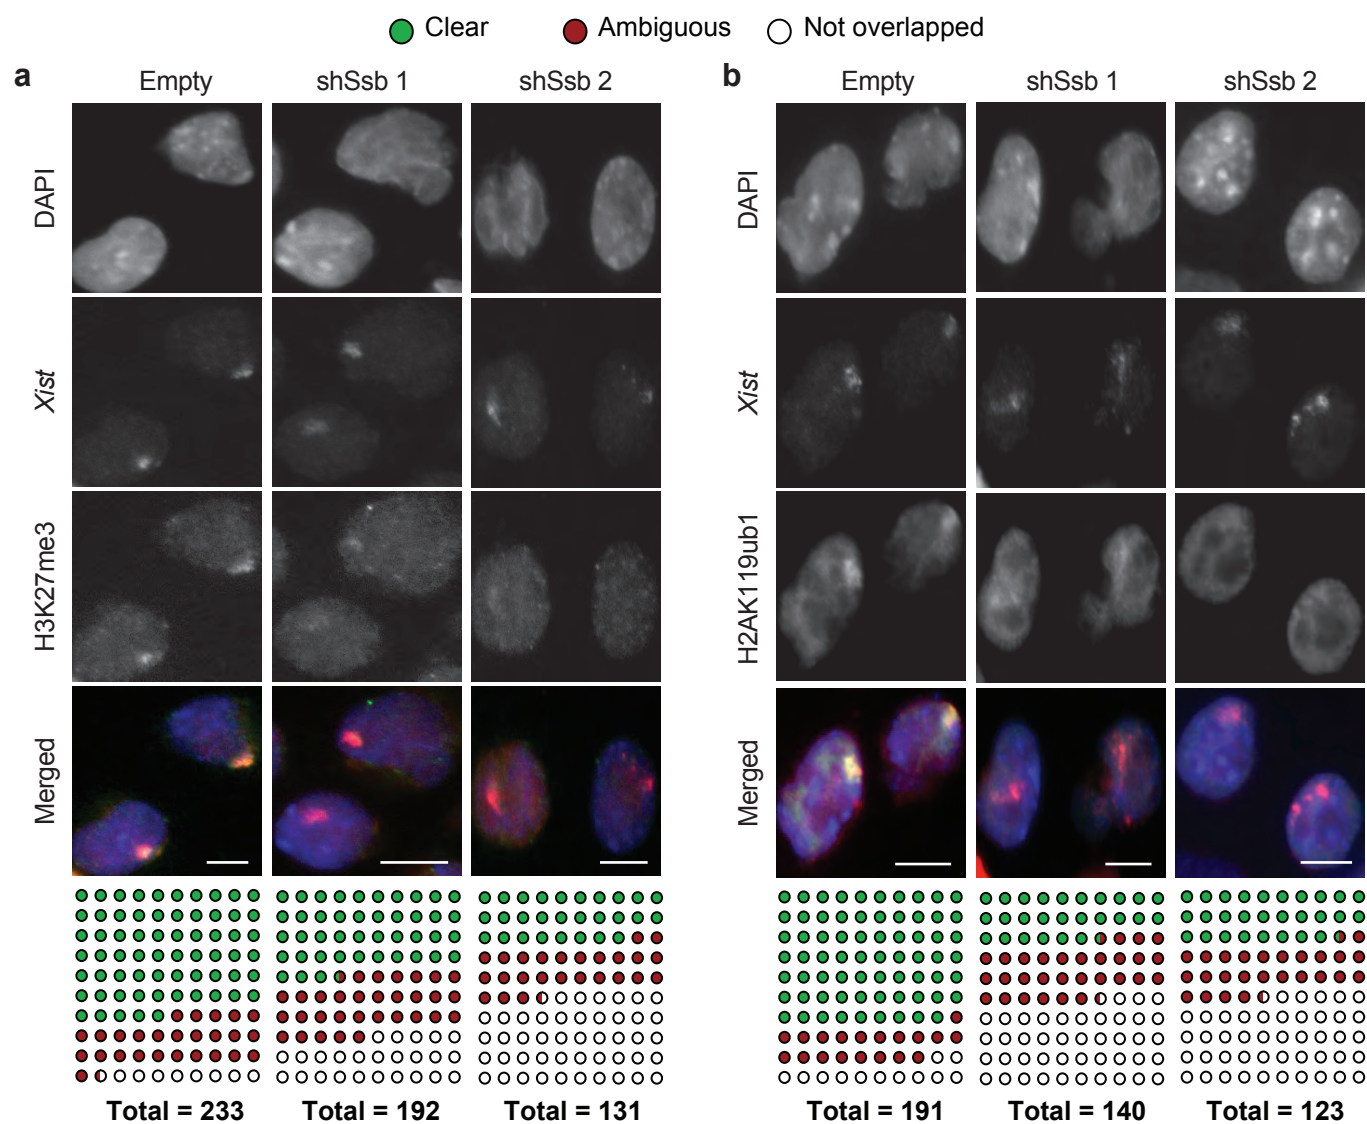 Clear Ambiguous Not overlapped
a Empty shSsb 1 shSsb 2
b Empty shSsb 1 shSsb 2
DAPI
Xist
H3K27me3
Merged
DAPI
Xist
H2AK119ub1
Merged
Total = 233 Total = 192 Total = 131
Total = 191 Total = 140 Total = 123